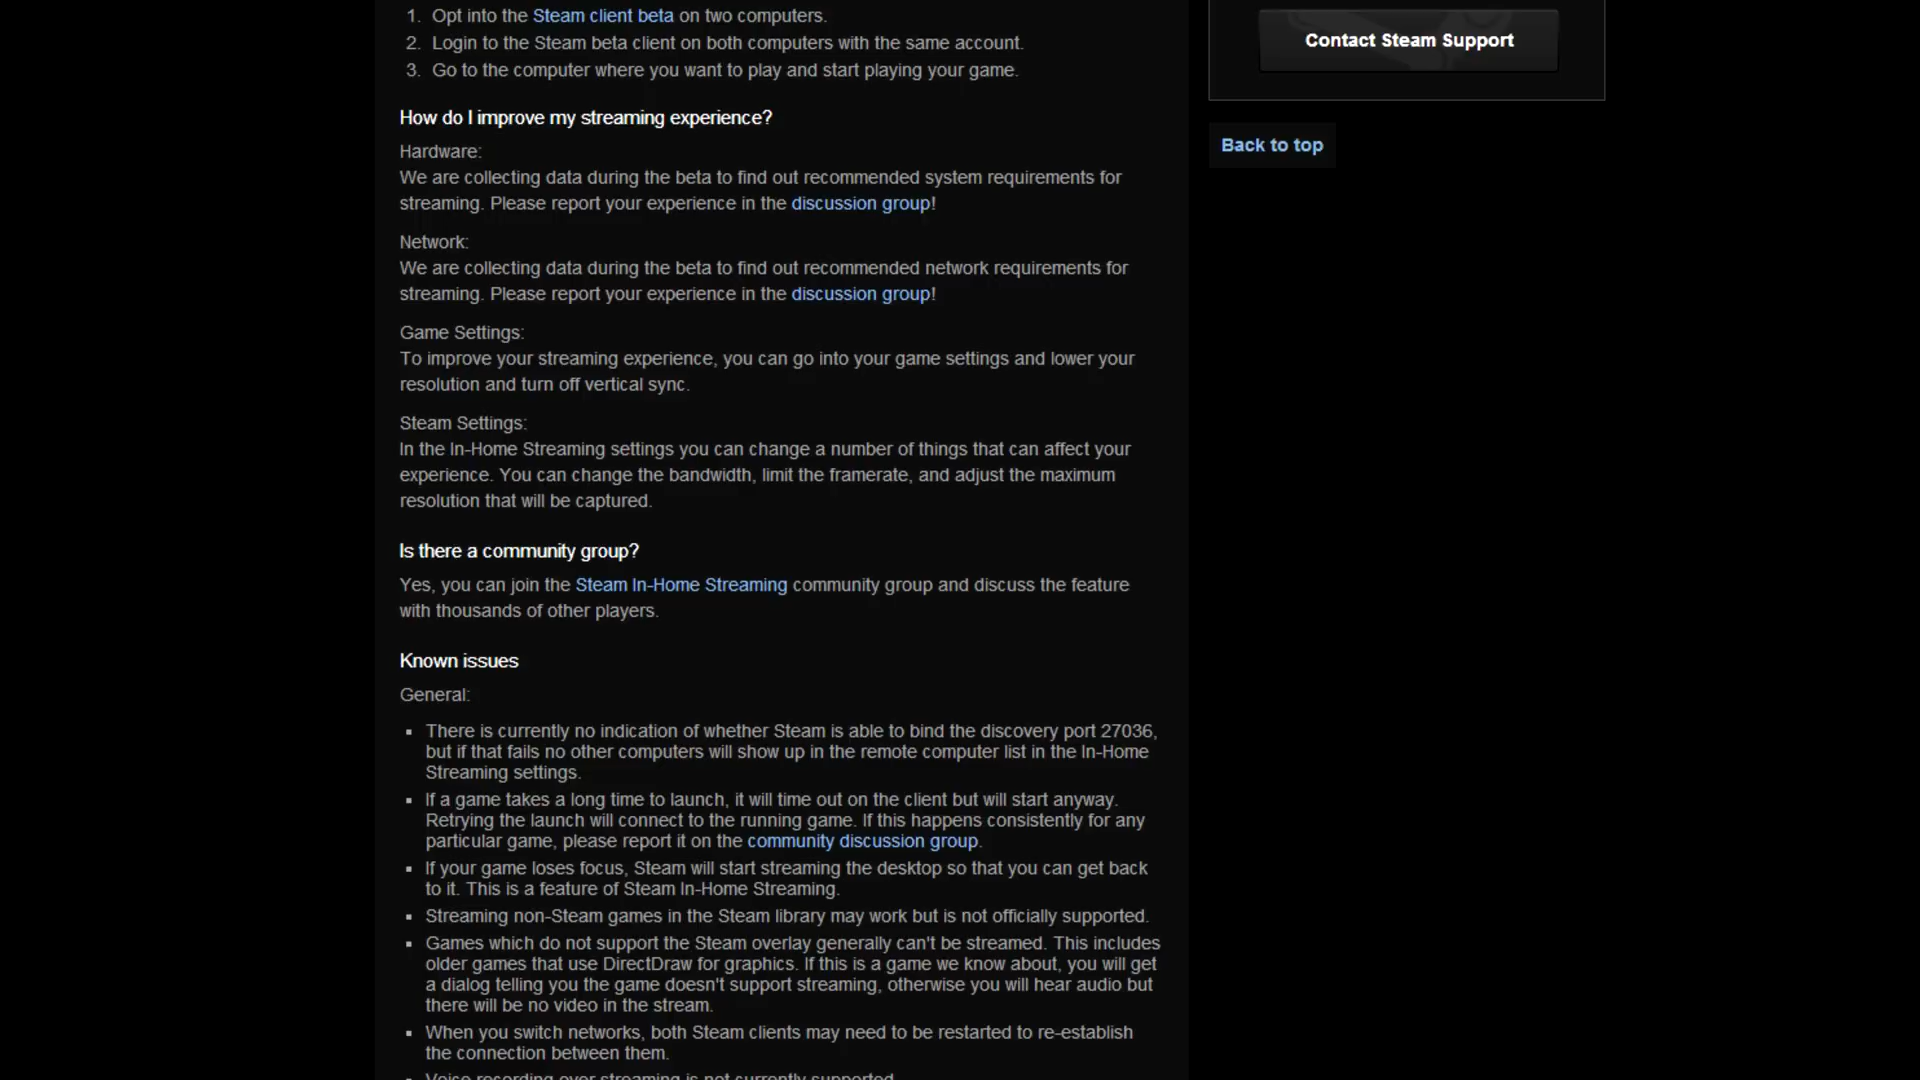 1. Opt into the Steam client beta on two computers.
2. Login to the Steam beta client on both computers with the same account.
3. Go to the computer where you want to play and start playing your game.
How do I improve my streaming experience?
Hardware:
We are collecting data during the beta to find out recommended system requirements for
streaming. Please report your experience in the discussion group!
Network:
We are collecting data during the beta to find out recommended network requirements for
streaming. Please report your experience in the discussion group!
Game Settings:
To improve your streaming experience, you can go into your game settings and lower your
resolution and turn off vertical sync.
Steam Settings:
In the In-Home Streaming settings you can change a number of things that can affect your
experience. You can change the bandwidth, limit the framerate, and adjust the maximum
resolution that will be captured.
Is there a community group?
Yes, you can join the Steam In-Home Streaming community group and discuss the feature
with thousands of other players.
Known issues
General:
▪ There is currently no indication of whether Steam is able to bind the discovery port 27036,
but if that fails no other computers will show up in the remote computer list in the In-Home
Streaming settings.
▪ If a game takes a long time to launch, it will time out on the client but will start anyway.
Retrying the launch will connect to the running game. If this happens consistently for any
particular game, please report it on the community discussion group.
▪ If your game loses focus, Steam will start streaming the desktop so that you can get back
to it. This is a feature of Steam In-Home Streaming.
▪ Streaming non-Steam games in the Steam library may work but is not officially supported.
▪ Games which do not support the Steam overlay generally can't be streamed. This includes
older games that use DirectDraw for graphics. If this is a game we know about, you will get
a dialog telling you the game doesn't support streaming, otherwise you will hear audio but
there will be no video in the stream.
▪ When you switch networks, both Steam clients may need to be restarted to re-establish
the connection between them.
▪ Voice recording over streaming is not currently supported
Contact Steam Support
Back to top